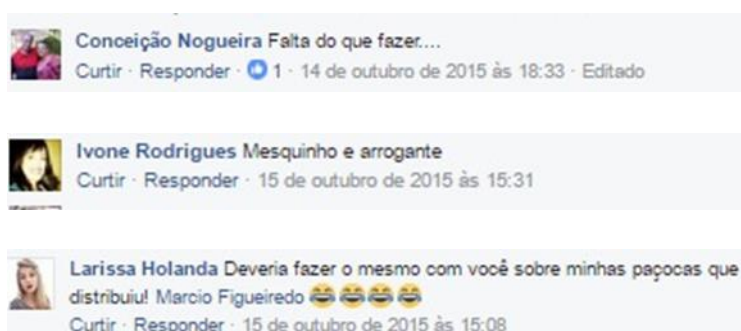 Conceição Nogueira Falta do que fazer....
Curtir · Responder · 1 · 14 de outubro de 2015 às 18:33 · Editado
Ivone Rodrigues Mesquinho e arrogante
Curtir · Responder · 15 de outubro de 2015 às 15:31
Larissa Holanda Deveria fazer o mesmo com você sobre minhas paçocas que
distribuiu! Marcio Figueiredo 😂😂😂😂
Curtir · Responder · 15 de outubro de 2015 às 15:08